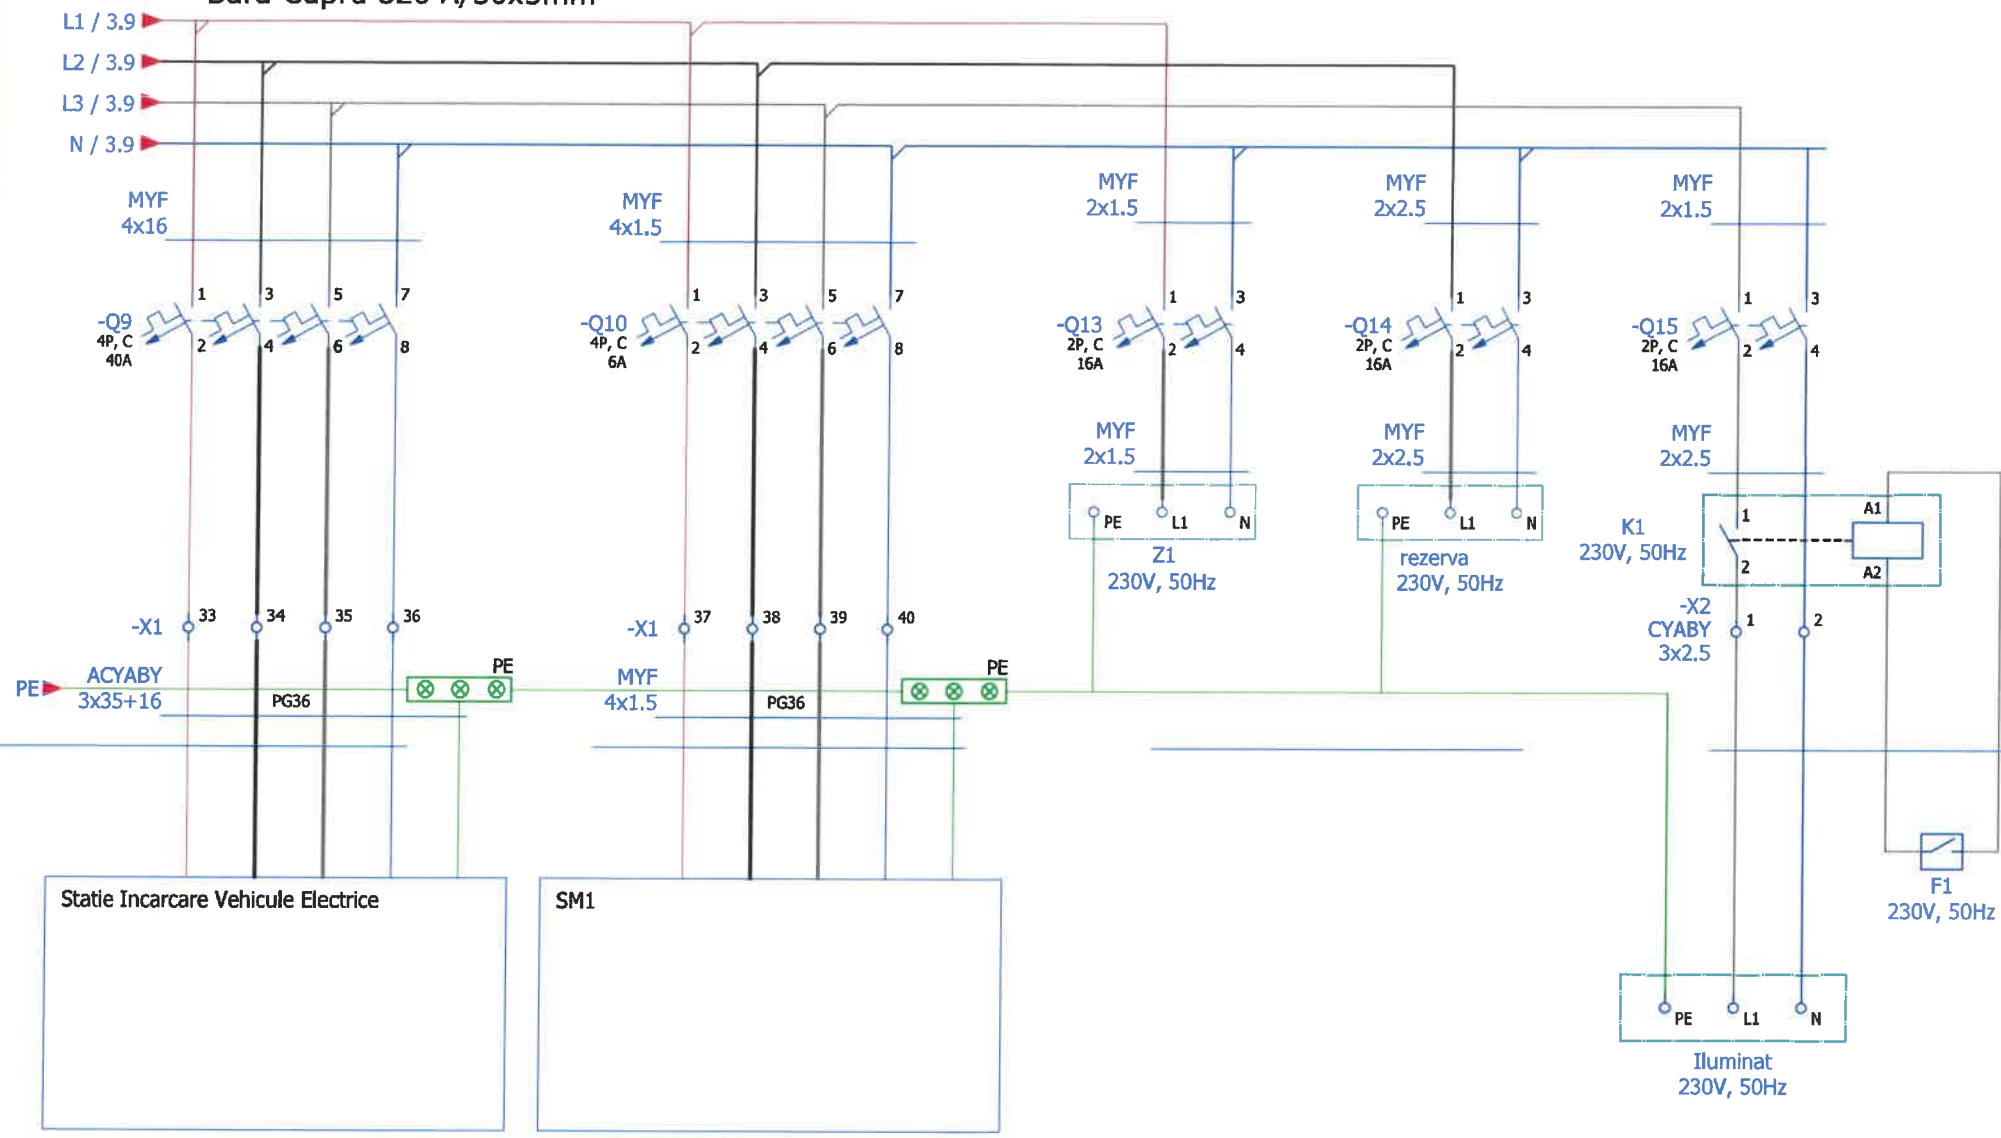 L1 / 3.9
L2 / 3.9
L3 / 3.9
N / 3.9
MYF
4x16
MYF
4x1.5
MYF
2x1.5
MYF
2x2.5
MYF
2x1.5
1 3 5 7
-Q9
4P, C
40A
2 4 6 8
1 3 5 7
-Q10
4P, C
6A
2 4 6 8
1 3
-Q13
2P, C
16A
2 4
1 3
-Q14
2P, C
16A
2 4
1 3
-Q15
2P, C
16A
2 4
MYF
2x1.5
MYF
2x2.5
MYF
2x2.5
PE L1 N
Z1
230V, 50Hz
PE L1 N
rezerva
230V, 50Hz
K1
230V, 50Hz
1
2
A1
A2
-X1 33 34 35 36
-X1 37 38 39 40
-X2
CYABY
3x2.5
1 2
PE
ACYABY
3x35+16
PG36
PE
MYF
4x1.5
PG36
PE
Statie Incarcare Vehicule Electrice
SM1
F1
230V, 50Hz
PE L1 N
Iluminat
230V, 50Hz